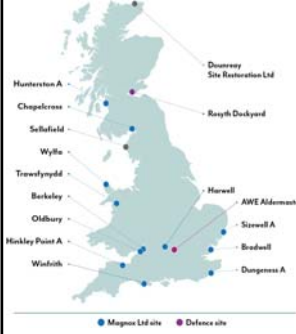 Dounreay
Site Restoration Ltd
Hunterston A
Chapelcross
Rosyth Dockyard
Sellafield
Wylfa
Trawsfynydd
Harwell
Berkeley
AWE Aldermast
Oldbury
Sizewell A
Hinkley Point A
Bradwell
Winfrith
Dungeness A
Magnox Ltd site
Defence site